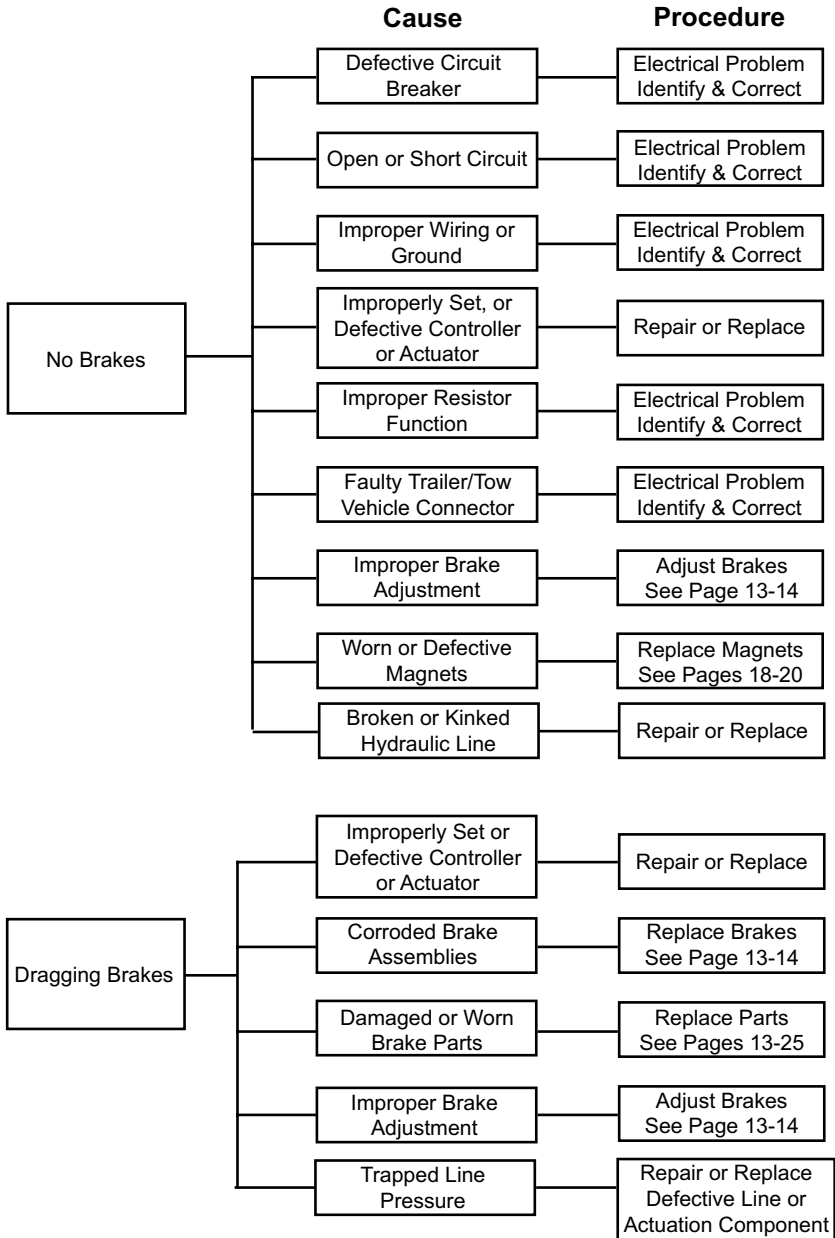 Cause
Procedure
No Brakes
Defective Circuit
Breaker
Electrical Problem
Identify & Correct
Open or Short Circuit
Electrical Problem
Identify & Correct
Improper Wiring or
Ground
Electrical Problem
Identify & Correct
Improperly Set, or
Defective Controller
or Actuator
Repair or Replace
Improper Resistor
Function
Electrical Problem
Identify & Correct
Faulty Trailer/Tow
Vehicle Connector
Electrical Problem
Identify & Correct
Improper Brake
Adjustment
Adjust Brakes
See Page 13-14
Worn or Defective
Magnets
Replace Magnets
See Pages 18-20
Broken or Kinked
Hydraulic Line
Repair or Replace
Dragging Brakes
Improperly Set or
Defective Controller
or Actuator
Repair or Replace
Corroded Brake
Assemblies
Replace Brakes
See Page 13-14
Damaged or Worn
Brake Parts
Replace Parts
See Pages 13-25
Improper Brake
Adjustment
Adjust Brakes
See Page 13-14
Trapped Line
Pressure
Repair or Replace
Defective Line or
Actuation Component